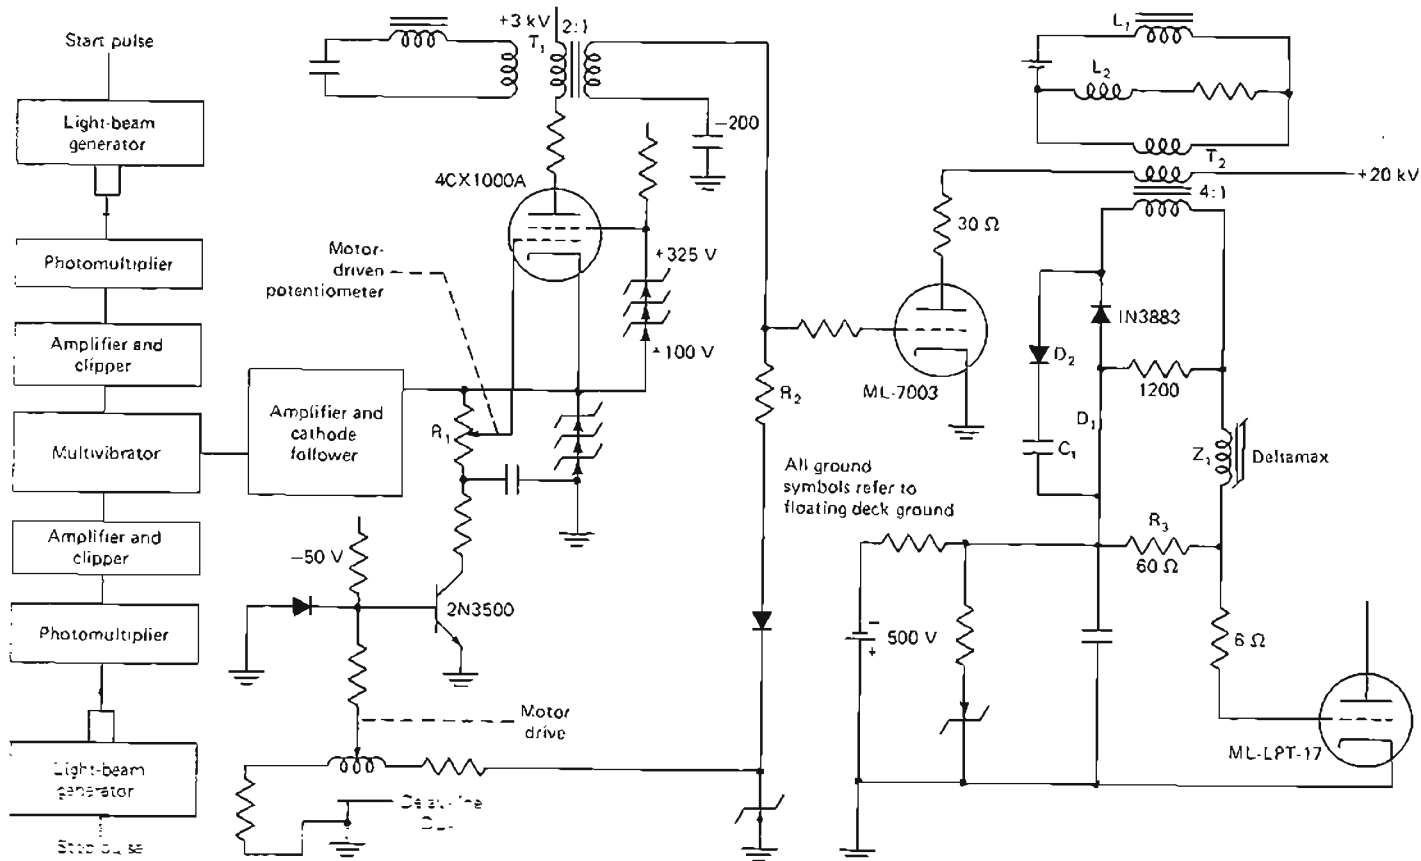 Start pulse
Light-beam
generator
Photomultiplier
Amplifier and
clipper
Multivibrator
Amplifier and
clipper
Photomultiplier
Light-beam
generator
Stop pulse
Amplifier and
cathode
follower
+3 kV
2:1
T1
-200
4CX1000A
Motor-
driven
potentiometer
+325 V
100 V
R1
R2
-50 V
2N3500
Motor
drive
L1
L2
T2
+20 kV
4:1
30 Ω
ML-7003
IN3883
D2
1200
D1
C1
Z1
Deltamax
All ground
symbols refer to
floating deck ground
R3
60 Ω
−
500 V
+
6 Ω
ML-LPT-17